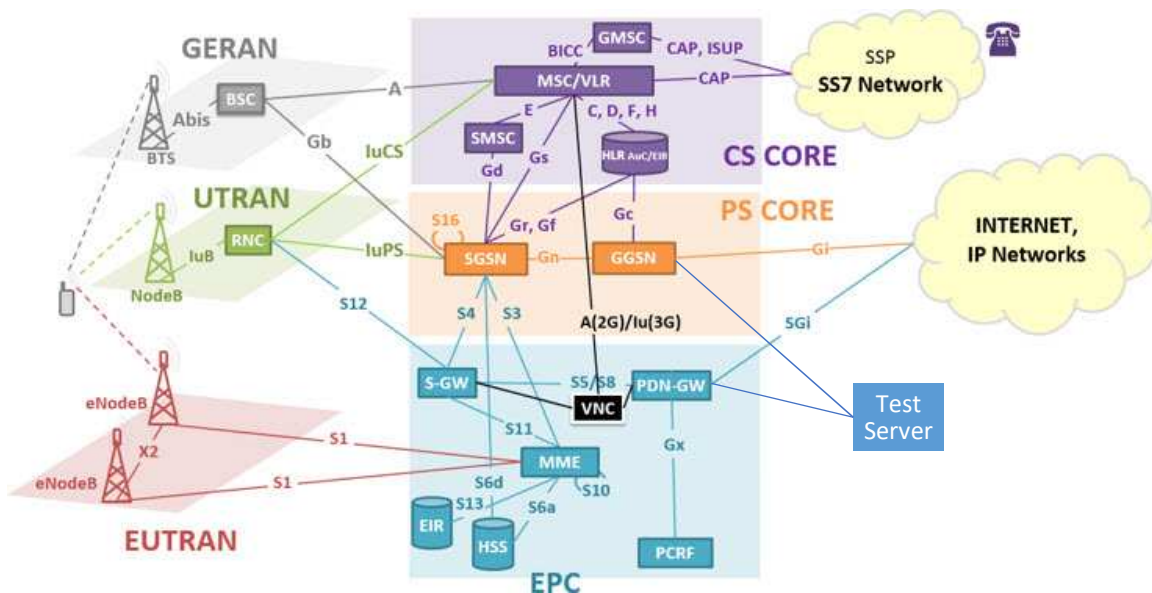 GERAN
BTS
Abis
BSC
A
Gb
IuCS
UTRAN
NodeB
IuB
RNC
IuPS
S12
eNodeB
eNodeB
X2
S1
S1
EUTRAN
BICC
GMSC
CAP, ISUP
MSC/VLR
CAP
E
C, D, F, H
SMSC
HLR AuC/EIR
Gd
Gs
CS CORE
Gr, Gf
Gc
PS CORE
S16
SGSN
Gn
GGSN
Gi
S4
S3
A(2G)/Iu(3G)
SGi
S-GW
S5/S8
PDN-GW
VNC
S11
Gx
MME
S10
S6d
S13
S6a
EIR
HSS
PCRF
EPC
SSP
SS7 Network
INTERNET,
IP Networks
Test
Server